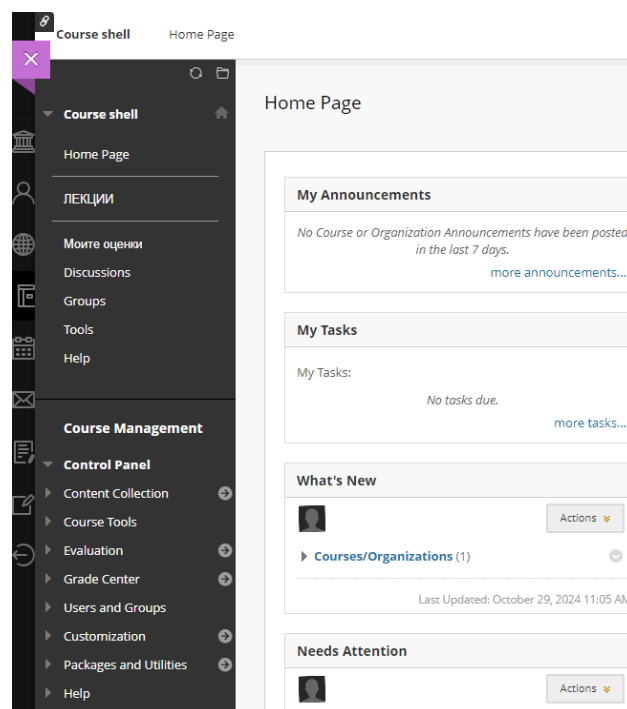 Course shell Home Page
Course shell
Home Page
ЛЕКЦИИ
Моите оценки
Discussions
Groups
Tools
Help
Course Management
Control Panel
Content Collection
Course Tools
Evaluation
Grade Center
Users and Groups
Customization
Packages and Utilities
Help
Home Page
My Announcements
No Course or Organization Announcements have been posted
in the last 7 days.
more announcements...
My Tasks
My Tasks:
No tasks due.
more tasks...
What's New
Actions
Courses/Organizations (1)
Last Updated: October 29, 2024 11:05 AM
Needs Attention
Actions